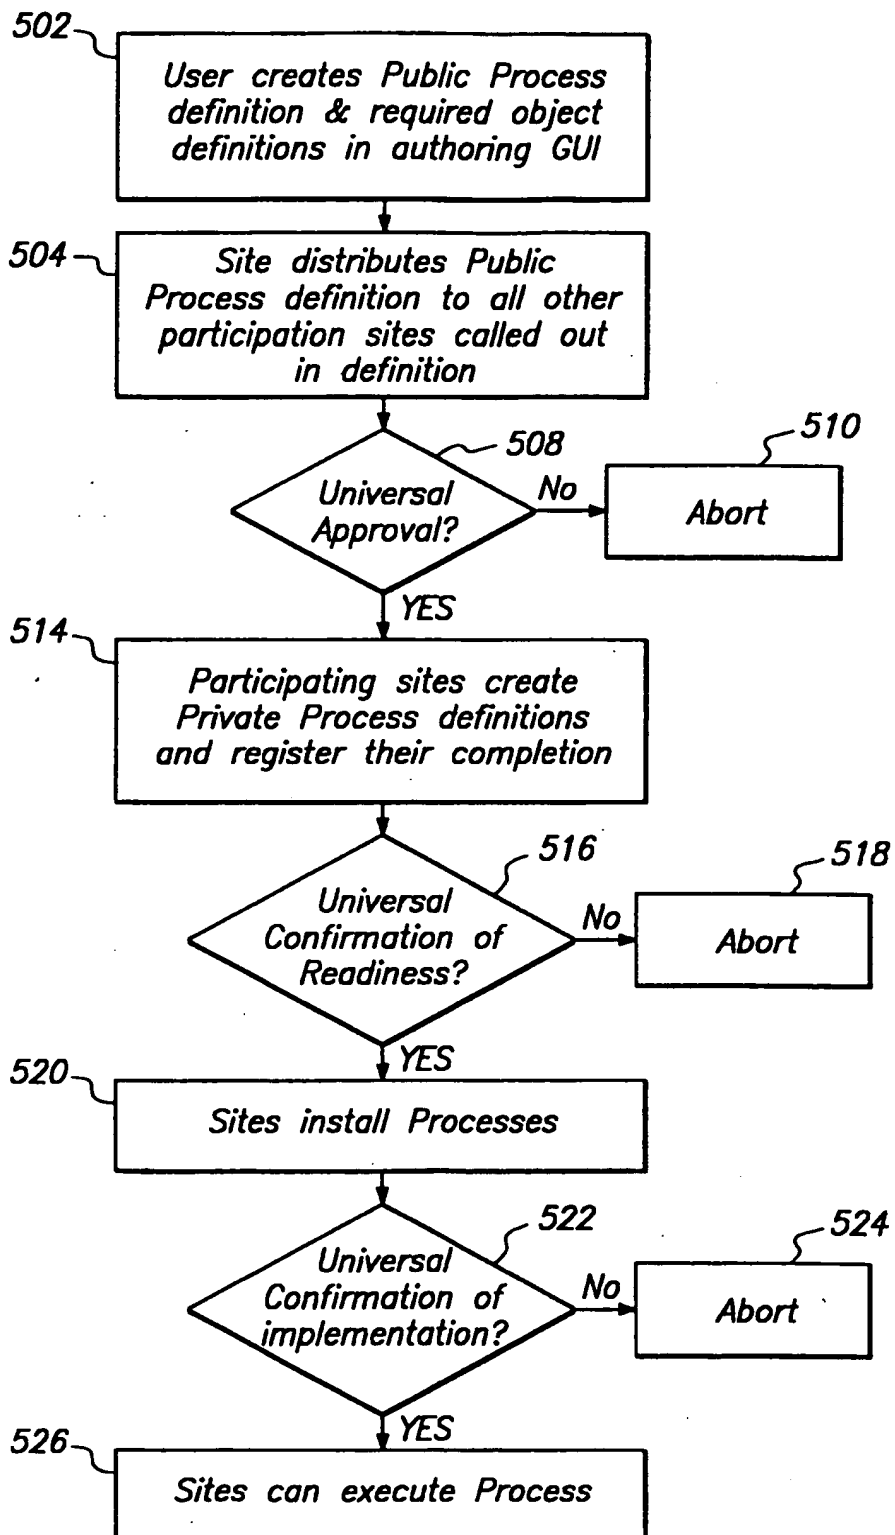 502
User creates Public Process
definition & required object
definitions in authoring GUI
504
Site distributes Public
Process definition to all other
participation sites called out
in definition
508
510
Universal
Approval?
No
Abort
YES
514
Participating sites create
Private Process definitions
and register their completion
516
518
Universal
Confirmation of
Readiness?
No
Abort
YES
520
Sites install Processes
522
524
Universal
Confirmation of
implementation?
No
Abort
YES
526
Sites can execute Process